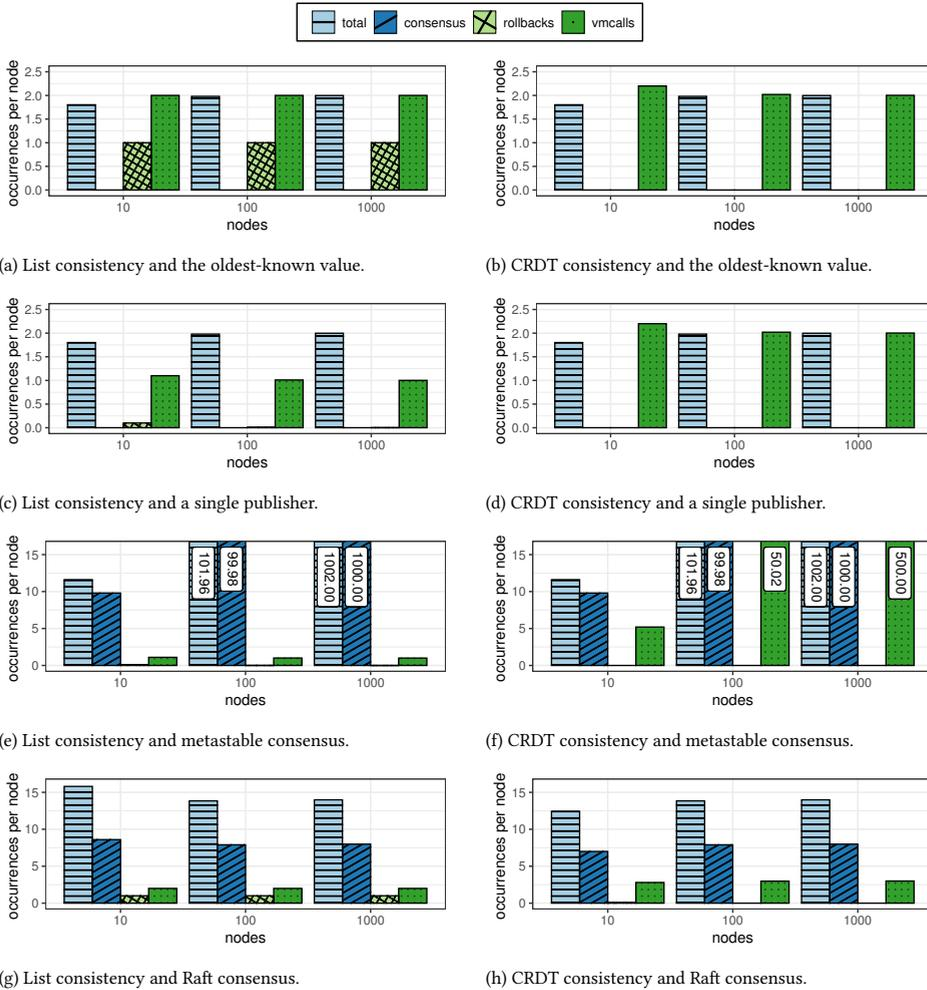 total consensus rollbacks vmcalls
occurrences per node
2.5
2.0
1.5
1.0
0.5
0.0
10 100 1000
nodes
(a) List consistency and the oldest-known value.
occurrences per node
2.5
2.0
1.5
1.0
0.5
0.0
10 100 1000
nodes
(b) CRDT consistency and the oldest-known value.
occurrences per node
2.5
2.0
1.5
1.0
0.5
0.0
10 100 1000
nodes
(c) List consistency and a single publisher.
occurrences per node
2.5
2.0
1.5
1.0
0.5
0.0
10 100 1000
nodes
(d) CRDT consistency and a single publisher.
occurrences per node
15
10
5
0
101.96 99.98 1002.00 1000.00
10 100 1000
nodes
(e) List consistency and metastable consensus.
occurrences per node
15
10
5
0
101.96 99.98 50.02 1002.00 1000.00 500.00
10 100 1000
nodes
(f) CRDT consistency and metastable consensus.
occurrences per node
15
10
5
0
10 100 1000
nodes
(g) List consistency and Raft consensus.
occurrences per node
15
10
5
0
10 100 1000
nodes
(h) CRDT consistency and Raft consensus.